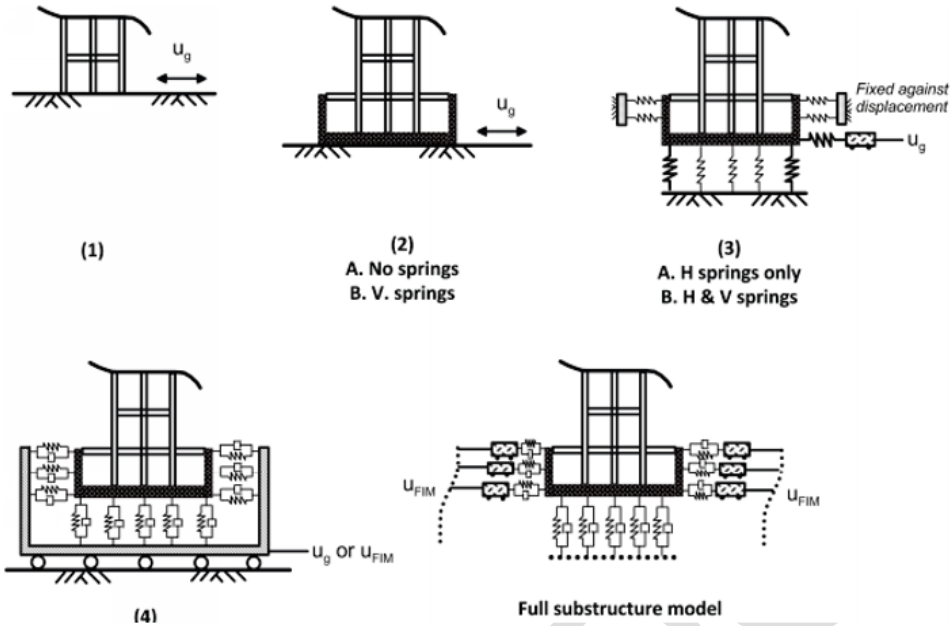 u_g
(1)
u_g
(2)
A. No springs
B. V. springs
Fixed against
displacement
u_g
(3)
A. H springs only
B. H & V springs
u_g or u_FIM
(4)
u_FIM
u_FIM
Full substructure model